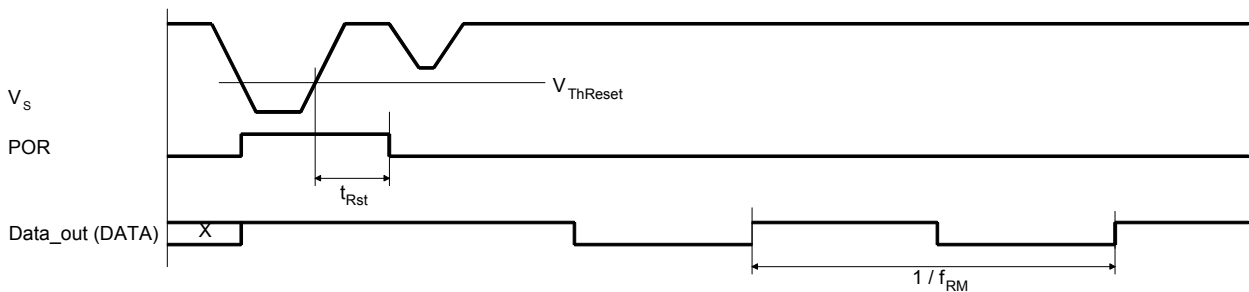 V_ThReset
V_S
POR
t_Rst
Data_out (DATA)
X
1 / f_RM